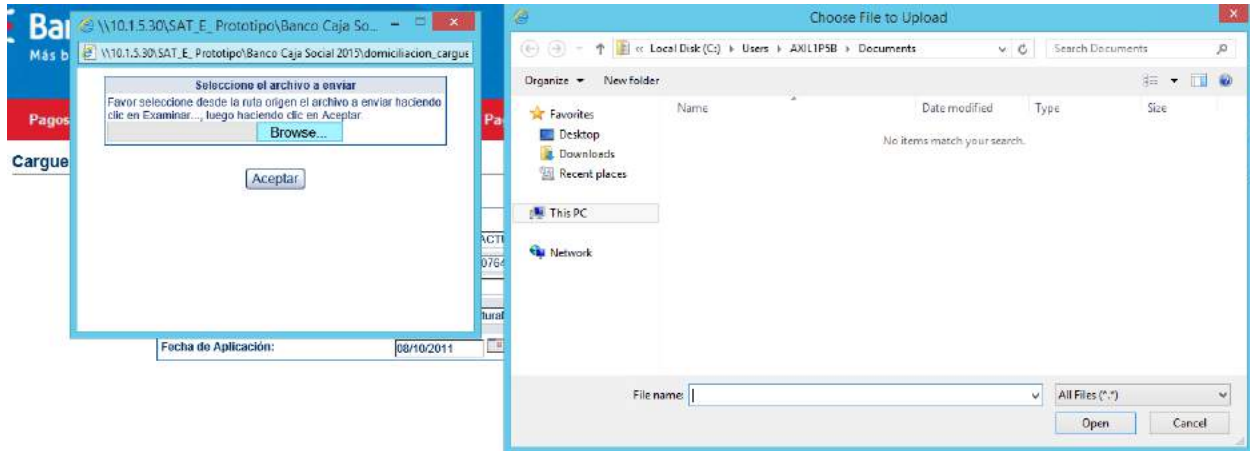 Ba
Más b
Pagos
Pa
Cargue
\\10.1.5.30\SAT_E_ Prototipo\Banco Caja So...
\\10.1.5.30\SAT_E_ Prototipo\Banco Caja Social 2015\domiciliacion_cargue
Seleccione el archivo a enviar
Favor seleccione desde la ruta origen el archivo a enviar haciendo
clic en Examinar..., luego haciendo clic en Aceptar.
Browse...
Aceptar
ACTU
0764
tural
Fecha de Aplicación:
08/10/2011
Choose File to Upload
« Local Disk (C:) Users AXIL1P5B Documents
Search Documents
Organize New folder
Name Date modified Type Size
No items match your search.
Favorites
Desktop
Downloads
Recent places
This PC
Network
File name:
All Files (*.*)
Open Cancel